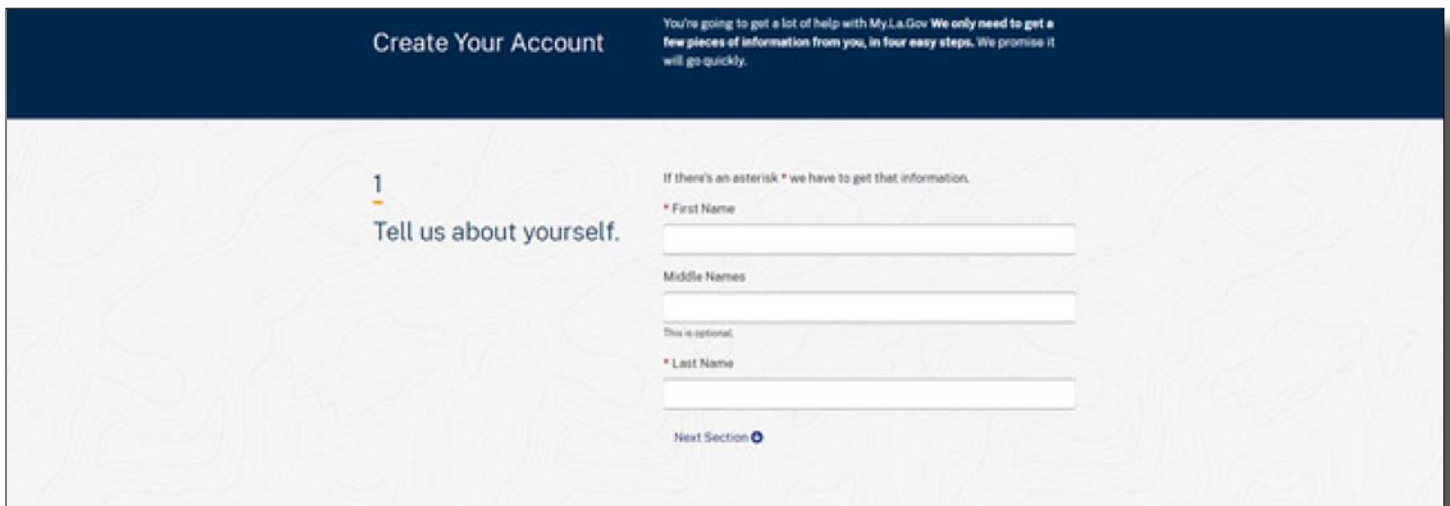 Create Your Account
You're going to get a lot of help with My.La.Gov We only need to get a
few pieces of information from you, in four easy steps. We promise it
will go quickly.
1
Tell us about yourself.
If there's an asterisk * we have to get that information.
* First Name
Middle Names
This is optional.
* Last Name
Next Section